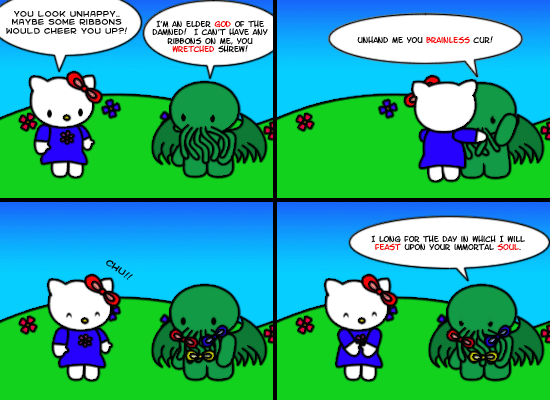 YOU LOOK UNHAPPY..
MAYBE SOME RIBBONS
WOULD CHEER YOU UP?!
I'M AN ELDER GOD OF THE
DAMNED! I CAN'T HAVE ANY
RIBBONS ON ME, YOU
WRETCHED SHREW!
UNHAND ME YOU BRAINLESS CUR!
CHU!!
I LONG FOR THE DAY IN WHICH I WILL
FEAST UPON YOUR IMMORTAL SOUL.